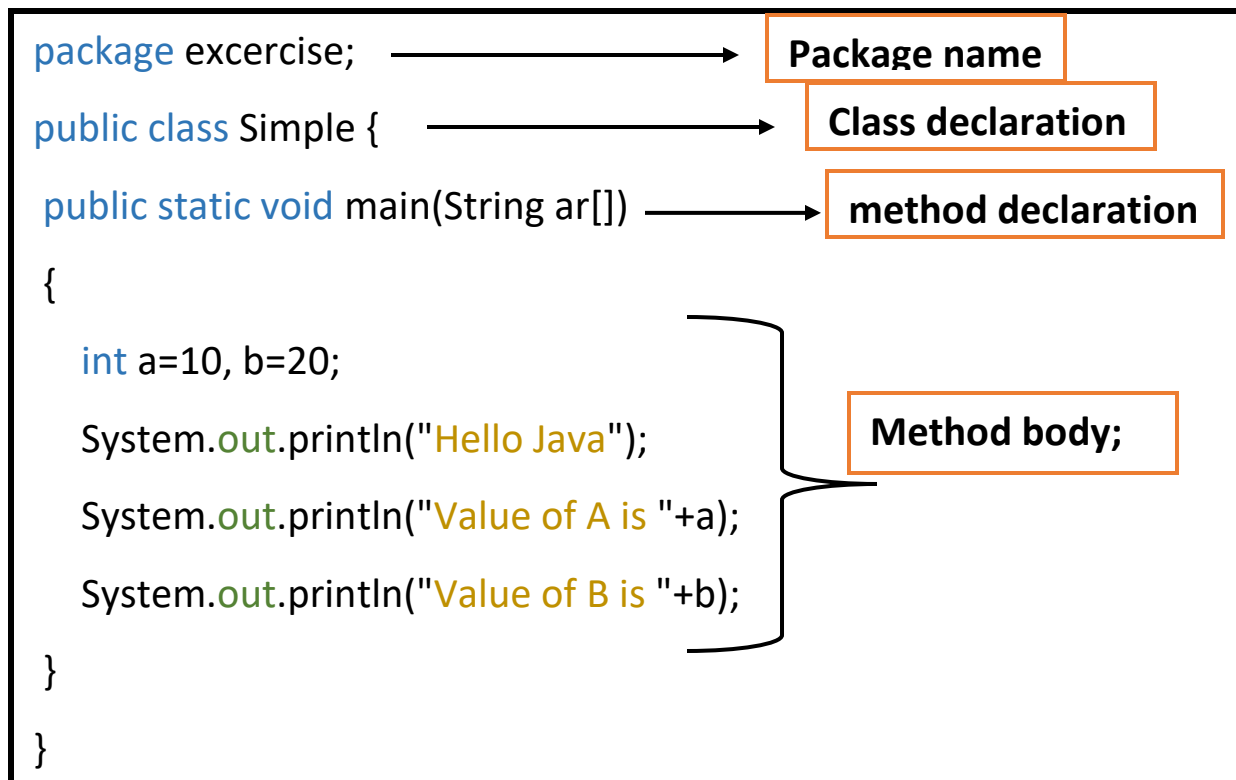 package excercise; Package name
public class Simple { Class declaration
public static void main(String ar[]) method declaration
{
int a=10, b=20;
System.out.println("Hello Java"); Method body;
System.out.println("Value of A is "+a);
System.out.println("Value of B is "+b);
}
}